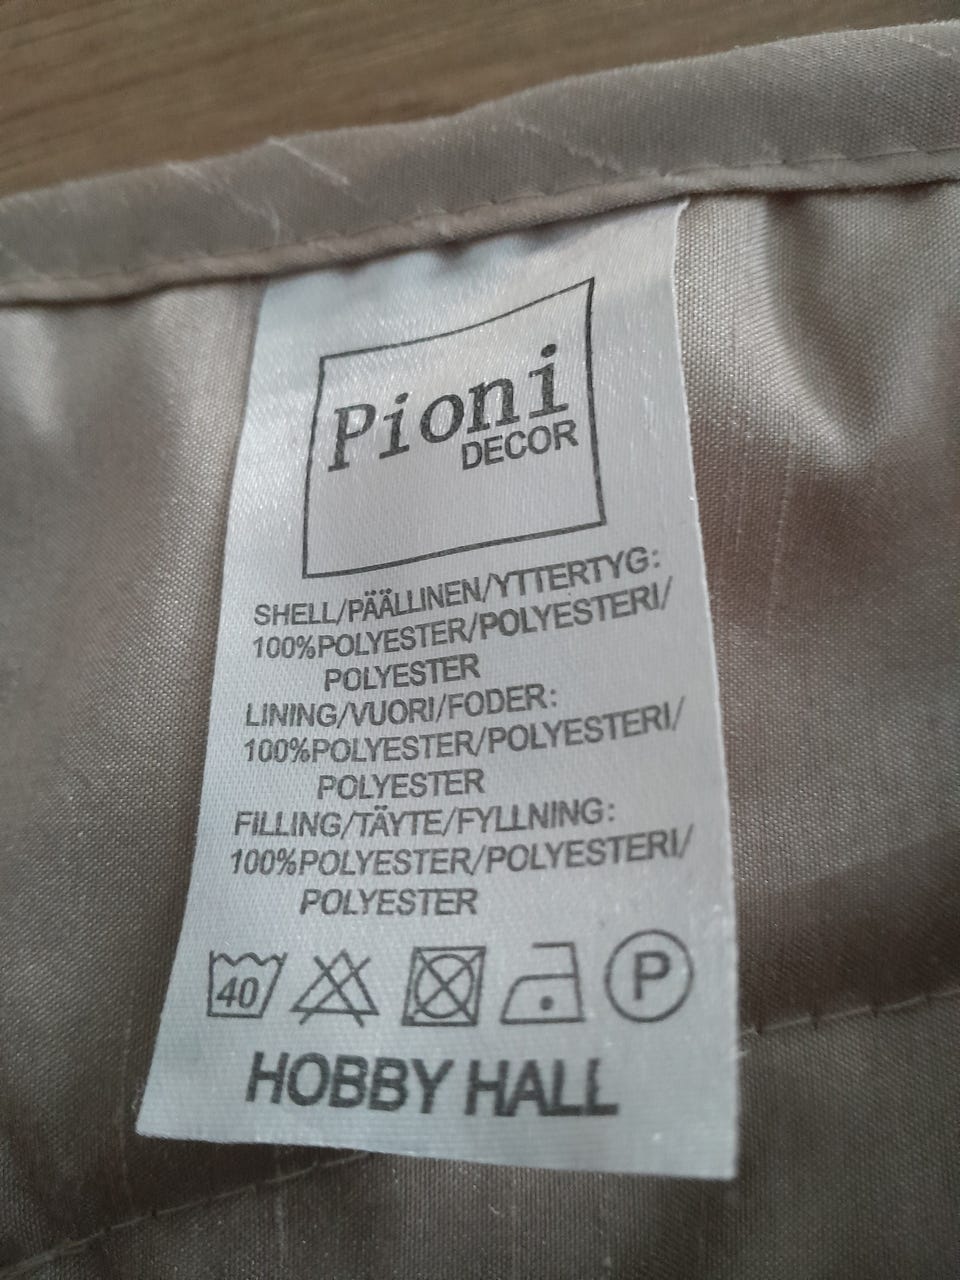 Pioni
DECOR
SHELL/PÄÄLLINEN/YTTERTYG:
100%POLYESTER/POLYESTERI/
POLYESTER
LINING/VUORI/FODER:
100%POLYESTER/POLYESTERI/
POLYESTER
FILLING/TÄYTE/FYLLNING:
100%POLYESTER/POLYESTERI/
POLYESTER
40 P
HOBBY HALL